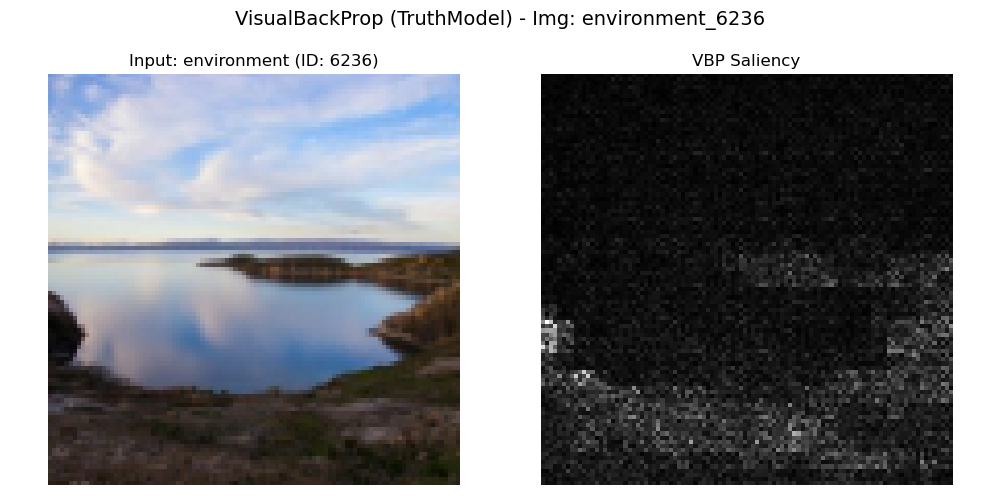 VisualBackProp (TruthModel) - Img: environment_6236
Input: environment (ID: 6236)
VBP Saliency